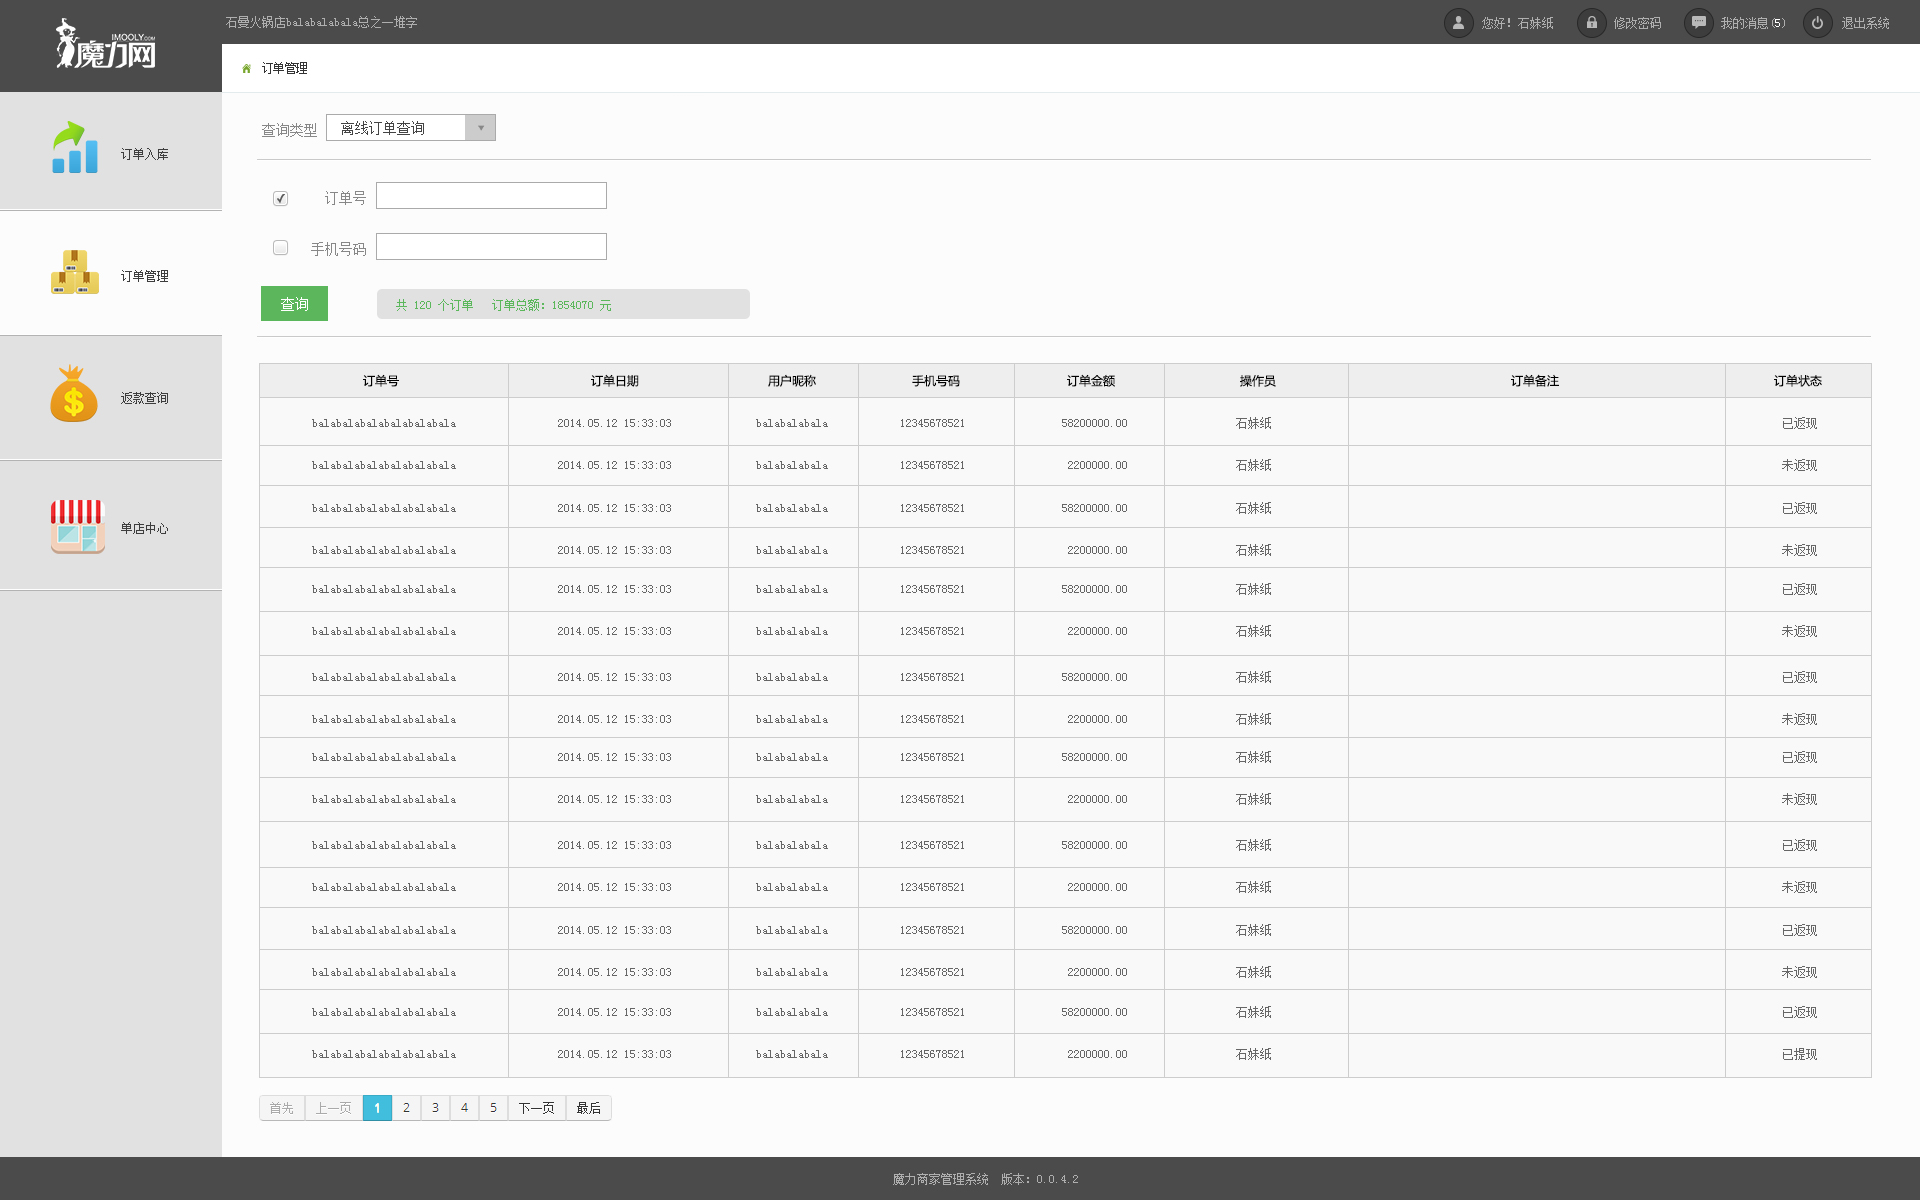 IMOOLY.COM
魔力网
石曼火锅店balabalabala总之一堆字
您好！石妹纸
修改密码
我的消息(5)
退出系统
订单管理
订单入库
订单管理
返款查询
单店中心
查询类型 离线订单查询
订单号
手机号码
查询 共 120 个订单 订单总额：1854070 元
订单号 订单日期 用户昵称 手机号码 订单金额 操作员 订单备注 订单状态
balabalabalabalabalabala 2014.05.12 15:33:03 balabalabala 12345678521 58200000.00 石妹纸 已返现
balabalabalabalabalabala 2014.05.12 15:33:03 balabalabala 12345678521 2200000.00 石妹纸 未返现
balabalabalabalabalabala 2014.05.12 15:33:03 balabalabala 12345678521 58200000.00 石妹纸 已返现
balabalabalabalabalabala 2014.05.12 15:33:03 balabalabala 12345678521 2200000.00 石妹纸 未返现
balabalabalabalabalabala 2014.05.12 15:33:03 balabalabala 12345678521 58200000.00 石妹纸 已返现
balabalabalabalabalabala 2014.05.12 15:33:03 balabalabala 12345678521 2200000.00 石妹纸 未返现
balabalabalabalabalabala 2014.05.12 15:33:03 balabalabala 12345678521 58200000.00 石妹纸 已返现
balabalabalabalabalabala 2014.05.12 15:33:03 balabalabala 12345678521 2200000.00 石妹纸 未返现
balabalabalabalabalabala 2014.05.12 15:33:03 balabalabala 12345678521 58200000.00 石妹纸 已返现
balabalabalabalabalabala 2014.05.12 15:33:03 balabalabala 12345678521 2200000.00 石妹纸 未返现
balabalabalabalabalabala 2014.05.12 15:33:03 balabalabala 12345678521 58200000.00 石妹纸 已返现
balabalabalabalabalabala 2014.05.12 15:33:03 balabalabala 12345678521 2200000.00 石妹纸 未返现
balabalabalabalabalabala 2014.05.12 15:33:03 balabalabala 12345678521 58200000.00 石妹纸 已返现
balabalabalabalabalabala 2014.05.12 15:33:03 balabalabala 12345678521 2200000.00 石妹纸 未返现
balabalabalabalabalabala 2014.05.12 15:33:03 balabalabala 12345678521 58200000.00 石妹纸 已返现
balabalabalabalabalabala 2014.05.12 15:33:03 balabalabala 12345678521 2200000.00 石妹纸 已提现
首先 上一页 1 2 3 4 5 下一页 最后
魔力商家管理系统 版本：0.0.4.2